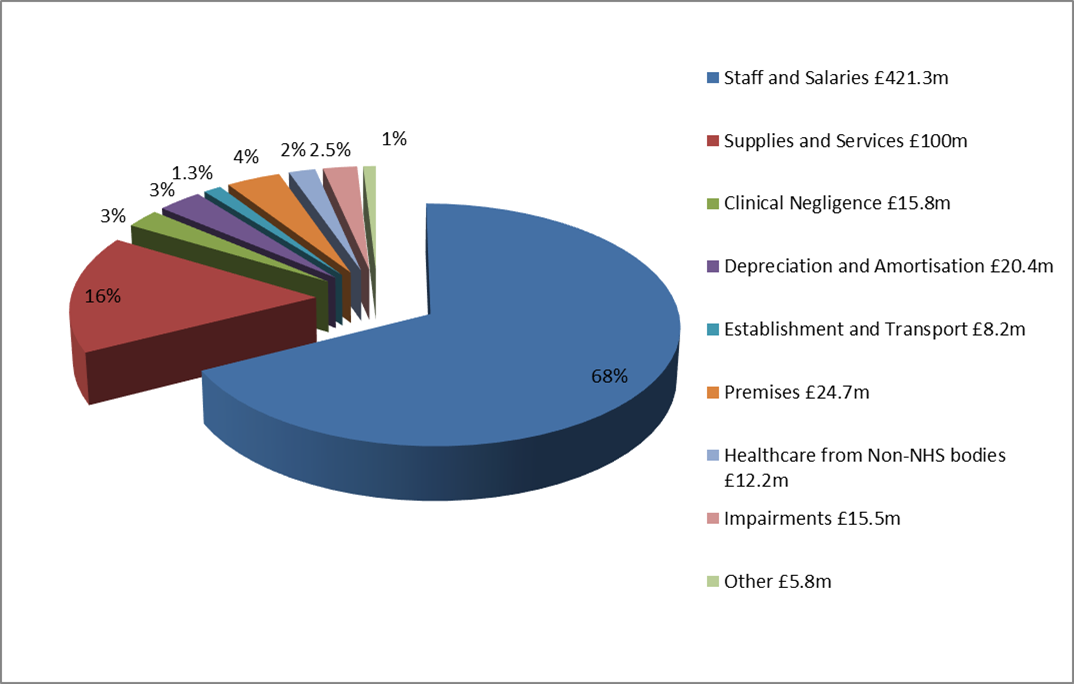 1%
2%
2.5%
4%
1.3%
3%
3%
16%
68%
Staff and Salaries £421.3m
Supplies and Services £100m
Clinical Negligence £15.8m
Depreciation and Amortisation £20.4m
Establishment and Transport £8.2m
Premises £24.7m
Healthcare from Non-NHS bodies
£12.2m
Impairments £15.5m
Other £5.8m